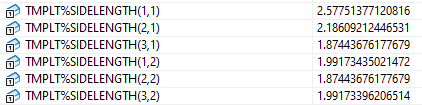 TMPLT%SIDELENGTH(1,1) 2.57751377120816
TMPLT%SIDELENGTH(2,1) 2.18609212446531
TMPLT%SIDELENGTH(3,1) 1.87443676177679
TMPLT%SIDELENGTH(1,2) 1.99173435021472
TMPLT%SIDELENGTH(2,2) 1.87443676177679
TMPLT%SIDELENGTH(3,2) 1.99173396206514